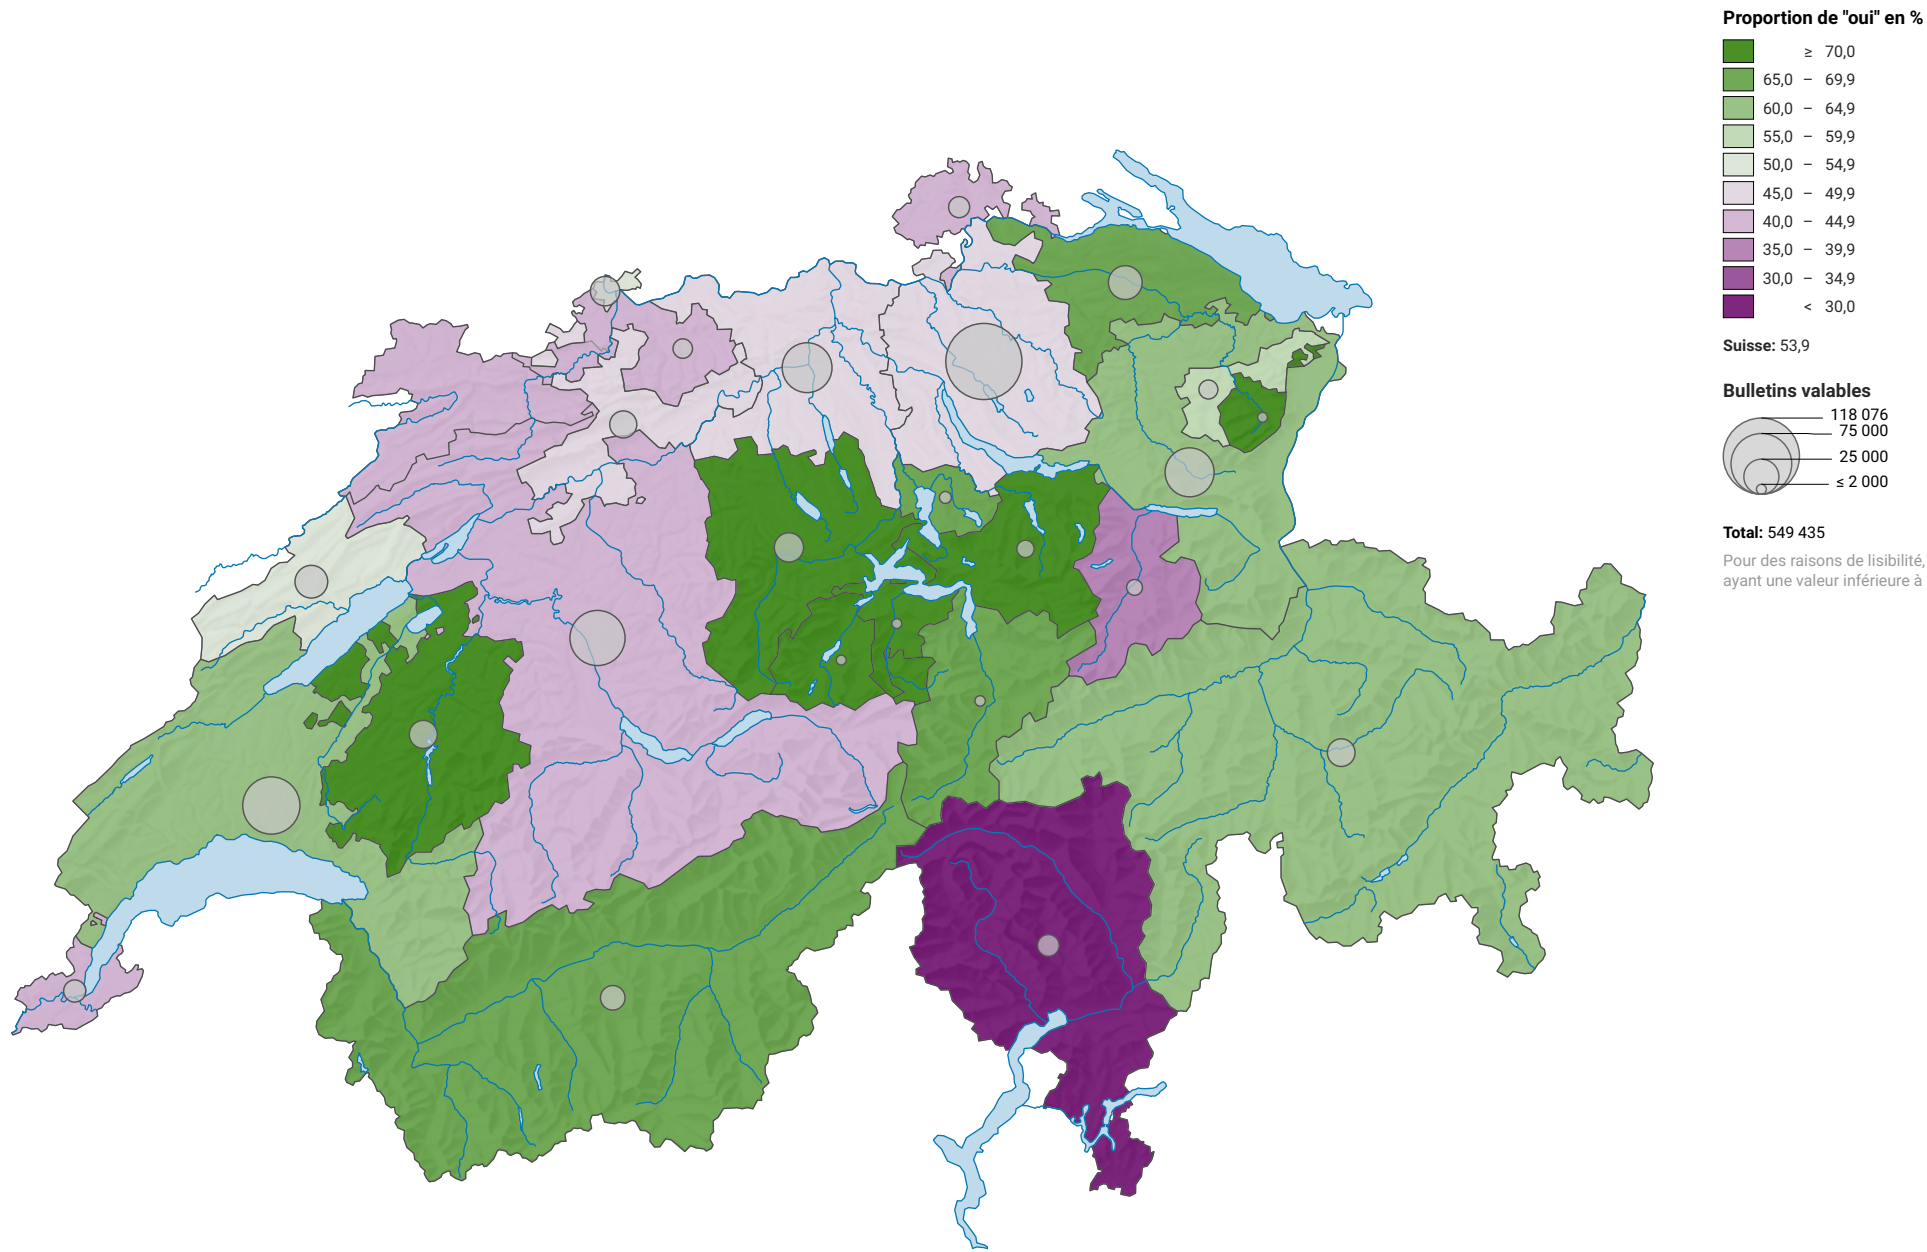 Proportion de "oui" en %
≥ 70,0
65,0 – 69,9
60,0 – 64,9
55,0 – 59,9
50,0 – 54,9
45,0 – 49,9
40,0 – 44,9
35,0 – 39,9
30,0 – 34,9
< 30,0
Suisse: 53,9
Bulletins valables
118 076
75 000
25 000
≤ 2 000
Total: 549 435
Pour des raisons de lisibilité,
ayant une valeur inférieure à